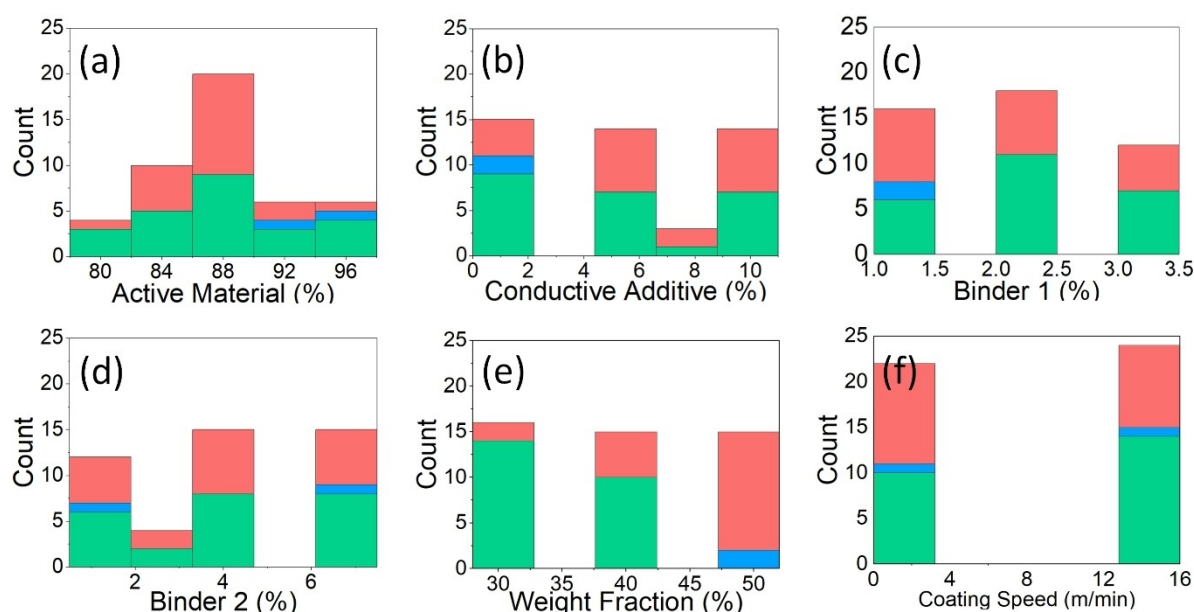 (a)
25
20
15
10
5
0
Count
80 84 88 92 96
Active Material (%)
(b)
25
20
15
10
5
0
Count
0 2 4 6 8 10
Conductive Additive (%)
(c)
25
20
15
10
5
0
Count
1.0 1.5 2.0 2.5 3.0 3.5
Binder 1 (%)
(d)
25
20
15
10
5
0
Count
2 4 6
Binder 2 (%)
(e)
25
20
15
10
5
0
Count
30 35 40 45 50
Weight Fraction (%)
(f)
25
20
15
10
5
0
Count
0 4 8 12 16
Coating Speed (m/min)